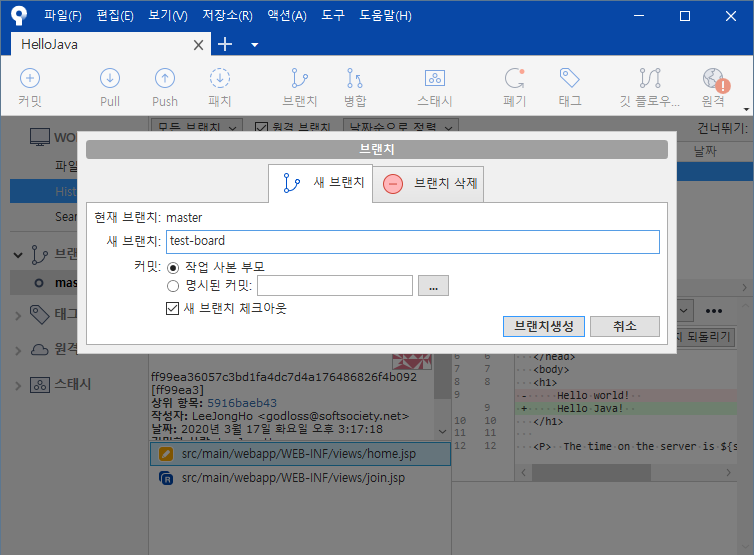 파일(F) 편집(E) 보기(V) 저장소(R) 액션(A) 도구 도움말(H)
HelloJava
커밋 Pull Push 패치 브랜치 병합 스태시 폐기 태그 깃 플로우... 원격
모든 브랜치 원격 브랜치 날짜순으로 정렬 건너뛰기:
날짜
파일
Hist
Sear
브랜
mas
태그
원격
스태시
브랜치
새 브랜치 브랜치 삭제
현재 브랜치: master
새 브랜치: test-board
커밋: 작업 사본 부모
명시된 커밋: ...
새 브랜치 체크아웃
브랜치생성 취소
되돌리기
ff99ea36057c3bd1fa4dc7d4a176486826f4b092
[ff99ea3]
상위 항목: 5916baeb43
작성자: LeeJongHo <godloss@softsociety.net>
날짜: 2020년 3월 17일 화요일 오후 3:17:18
src/main/webapp/WEB-INF/views/home.jsp
src/main/webapp/WEB-INF/views/join.jsp
6 6 </head>
7 7 <body>
8 8 <h1>
9 - Hello world!
9 + Hello Java!
10 10 </h1>
11 11
12 12 <P> The time on the server is ${s